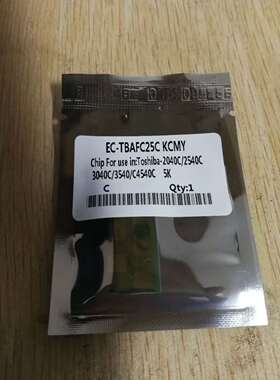 EC-TBAFC25C KCMY
Chip For use in:Toshiba-2040C/2540C
3040C/3540/C4540C 5K
C Qty:1